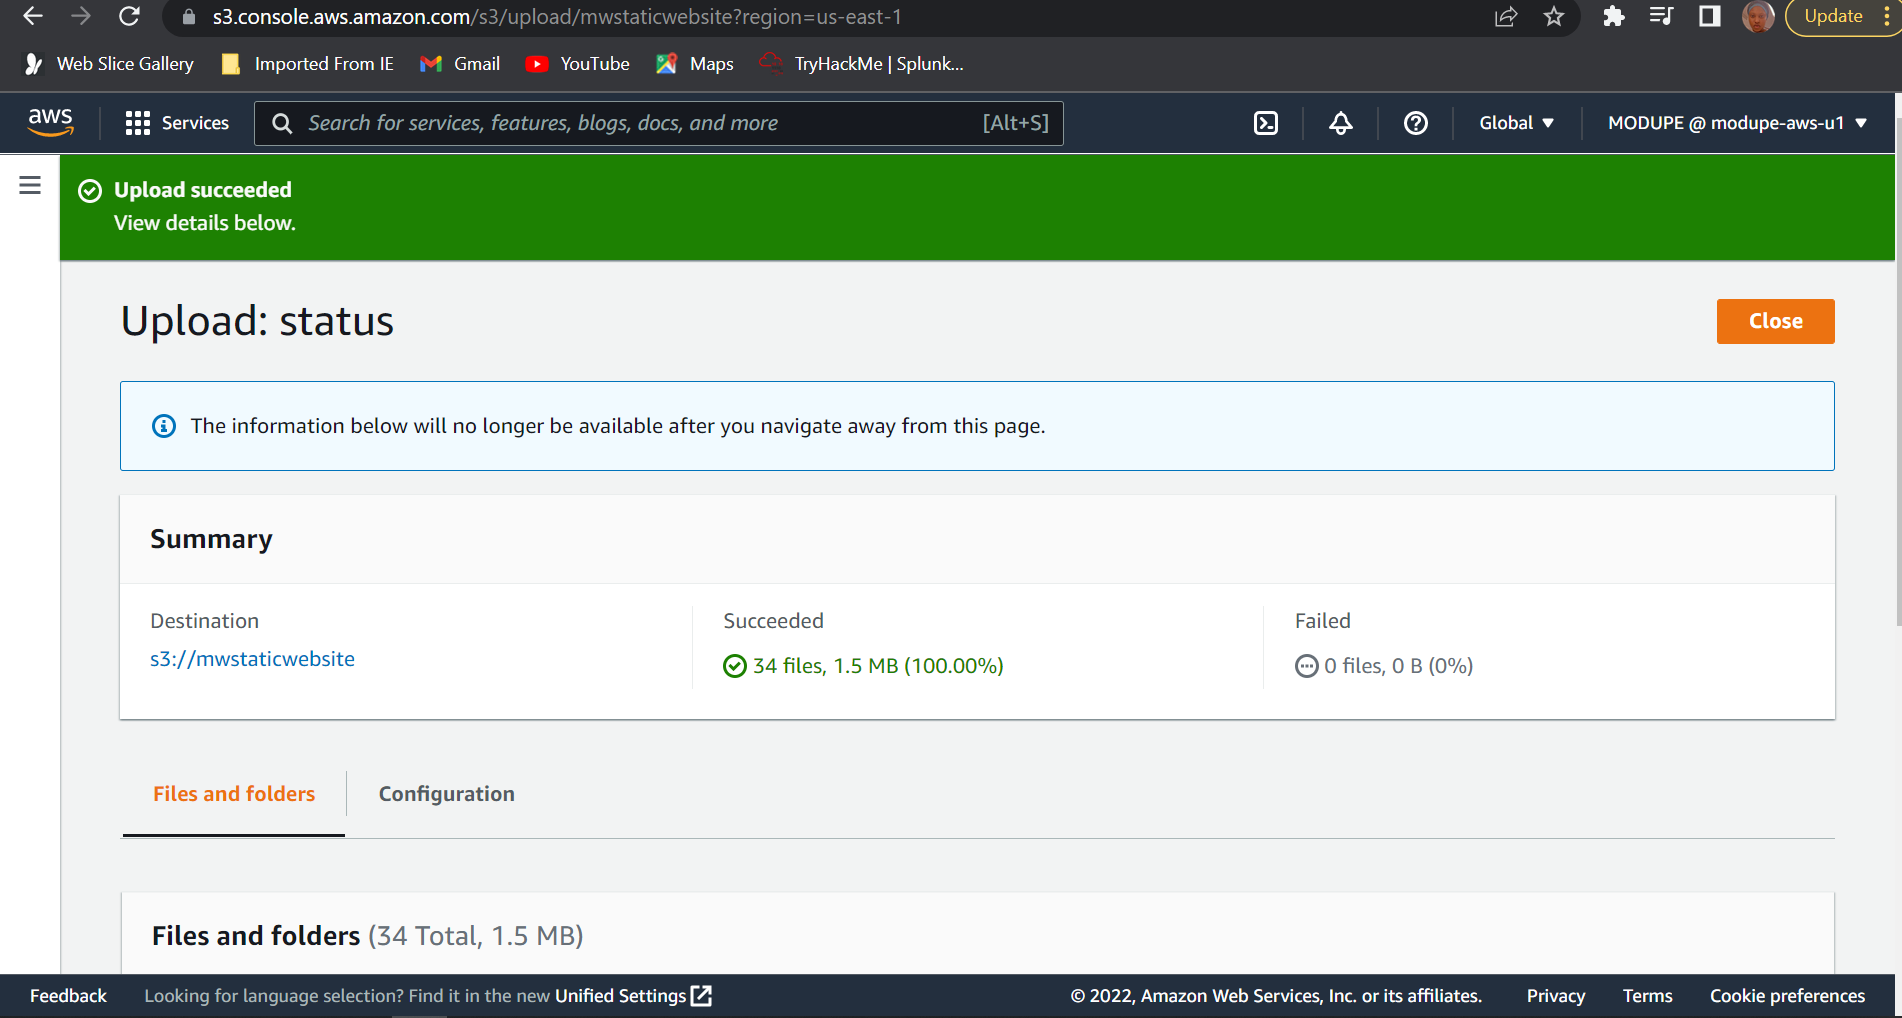 s3.console.aws.amazon.com/s3/upload/mwstaticwebsite?region=us-east-1
Update
Web Slice Gallery
Imported From IE
Gmail
YouTube
Maps
TryHackMe | Splunk...
aws
Services
Search for services, features, blogs, docs, and more
[Alt+S]
Global
MODUPE @ modupe-aws-u1
Upload succeeded
View details below.
Upload: status
Close
The information below will no longer be available after you navigate away from this page.
Summary
Destination
s3://mwstaticwebsite
Succeeded
34 files, 1.5 MB (100.00%)
Failed
0 files, 0 B (0%)
Files and folders
Configuration
Files and folders (34 Total, 1.5 MB)
Feedback
Looking for language selection? Find it in the new Unified Settings
© 2022, Amazon Web Services, Inc. or its affiliates.
Privacy
Terms
Cookie preferences